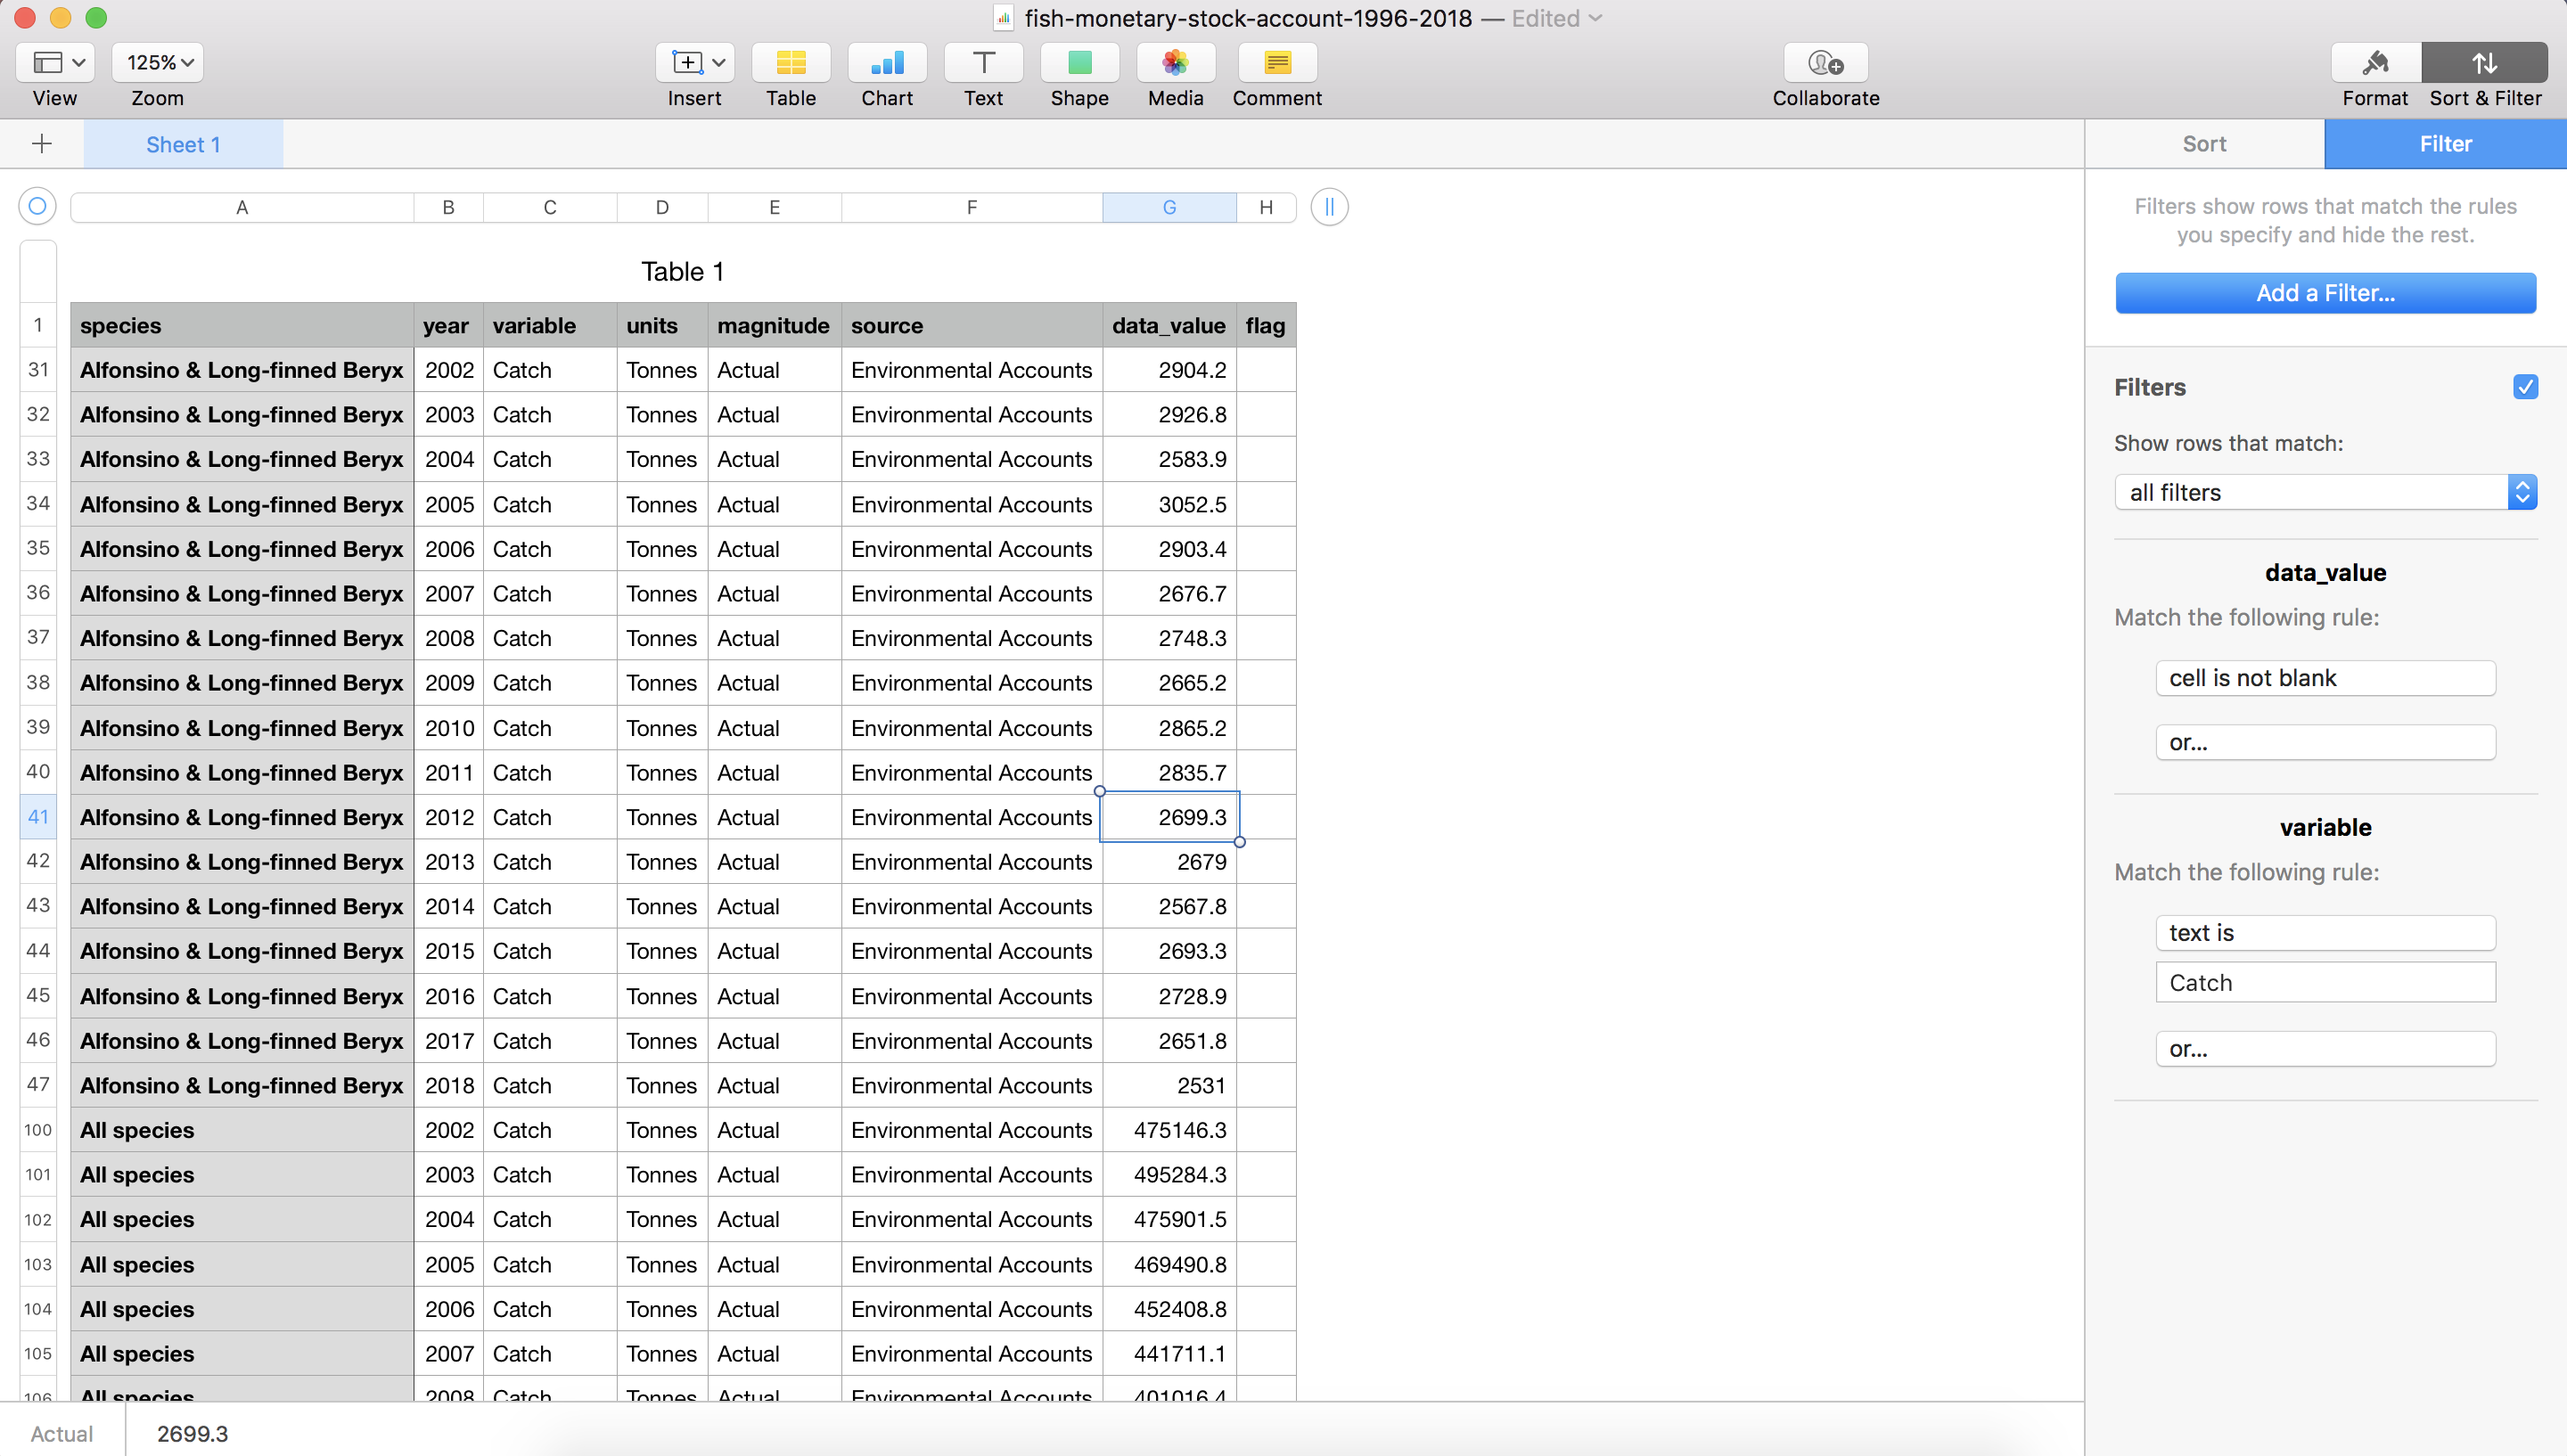 fish-monetary-stock-account-1996-2018 — Edited
125%
View Zoom Insert Table Chart Text Shape Media Comment Collaborate Format Sort & Filter
Sheet 1
Sort Filter
A B C D E F G H
Filters show rows that match the rules
you specify and hide the rest.
Add a Filter...
Table 1
1 species year variable units magnitude source data_value flag
31 Alfonsino & Long-finned Beryx 2002 Catch Tonnes Actual Environmental Accounts 2904.2
32 Alfonsino & Long-finned Beryx 2003 Catch Tonnes Actual Environmental Accounts 2926.8
33 Alfonsino & Long-finned Beryx 2004 Catch Tonnes Actual Environmental Accounts 2583.9
34 Alfonsino & Long-finned Beryx 2005 Catch Tonnes Actual Environmental Accounts 3052.5
35 Alfonsino & Long-finned Beryx 2006 Catch Tonnes Actual Environmental Accounts 2903.4
36 Alfonsino & Long-finned Beryx 2007 Catch Tonnes Actual Environmental Accounts 2676.7
37 Alfonsino & Long-finned Beryx 2008 Catch Tonnes Actual Environmental Accounts 2748.3
38 Alfonsino & Long-finned Beryx 2009 Catch Tonnes Actual Environmental Accounts 2665.2
39 Alfonsino & Long-finned Beryx 2010 Catch Tonnes Actual Environmental Accounts 2865.2
40 Alfonsino & Long-finned Beryx 2011 Catch Tonnes Actual Environmental Accounts 2835.7
41 Alfonsino & Long-finned Beryx 2012 Catch Tonnes Actual Environmental Accounts 2699.3
42 Alfonsino & Long-finned Beryx 2013 Catch Tonnes Actual Environmental Accounts 2679
43 Alfonsino & Long-finned Beryx 2014 Catch Tonnes Actual Environmental Accounts 2567.8
44 Alfonsino & Long-finned Beryx 2015 Catch Tonnes Actual Environmental Accounts 2693.3
45 Alfonsino & Long-finned Beryx 2016 Catch Tonnes Actual Environmental Accounts 2728.9
46 Alfonsino & Long-finned Beryx 2017 Catch Tonnes Actual Environmental Accounts 2651.8
47 Alfonsino & Long-finned Beryx 2018 Catch Tonnes Actual Environmental Accounts 2531
100 All species 2002 Catch Tonnes Actual Environmental Accounts 475146.3
101 All species 2003 Catch Tonnes Actual Environmental Accounts 495284.3
102 All species 2004 Catch Tonnes Actual Environmental Accounts 475901.5
103 All species 2005 Catch Tonnes Actual Environmental Accounts 469490.8
104 All species 2006 Catch Tonnes Actual Environmental Accounts 452408.8
105 All species 2007 Catch Tonnes Actual Environmental Accounts 441711.1
106 All species 2008 Catch Tonnes Actual Environmental Accounts 401016.4
Filters
Show rows that match:
all filters
data_value
Match the following rule:
cell is not blank
or...
variable
Match the following rule:
text is
Catch
or...
Actual 2699.3